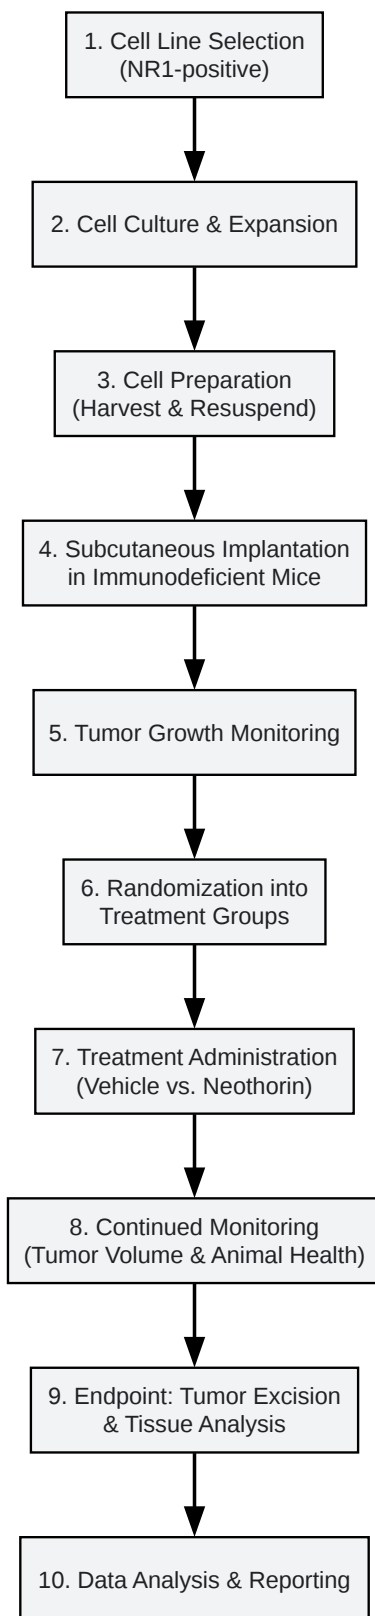 1. Cell Line Selection
(NR1-positive)
2. Cell Culture & Expansion
3. Cell Preparation
(Harvest & Resuspend)
4. Subcutaneous Implantation
in Immunodeficient Mice
5. Tumor Growth Monitoring
6. Randomization into
Treatment Groups
7. Treatment Administration
(Vehicle vs. Neothorin)
8. Continued Monitoring
(Tumor Volume & Animal Health)
9. Endpoint: Tumor Excision
& Tissue Analysis
10. Data Analysis & Reporting